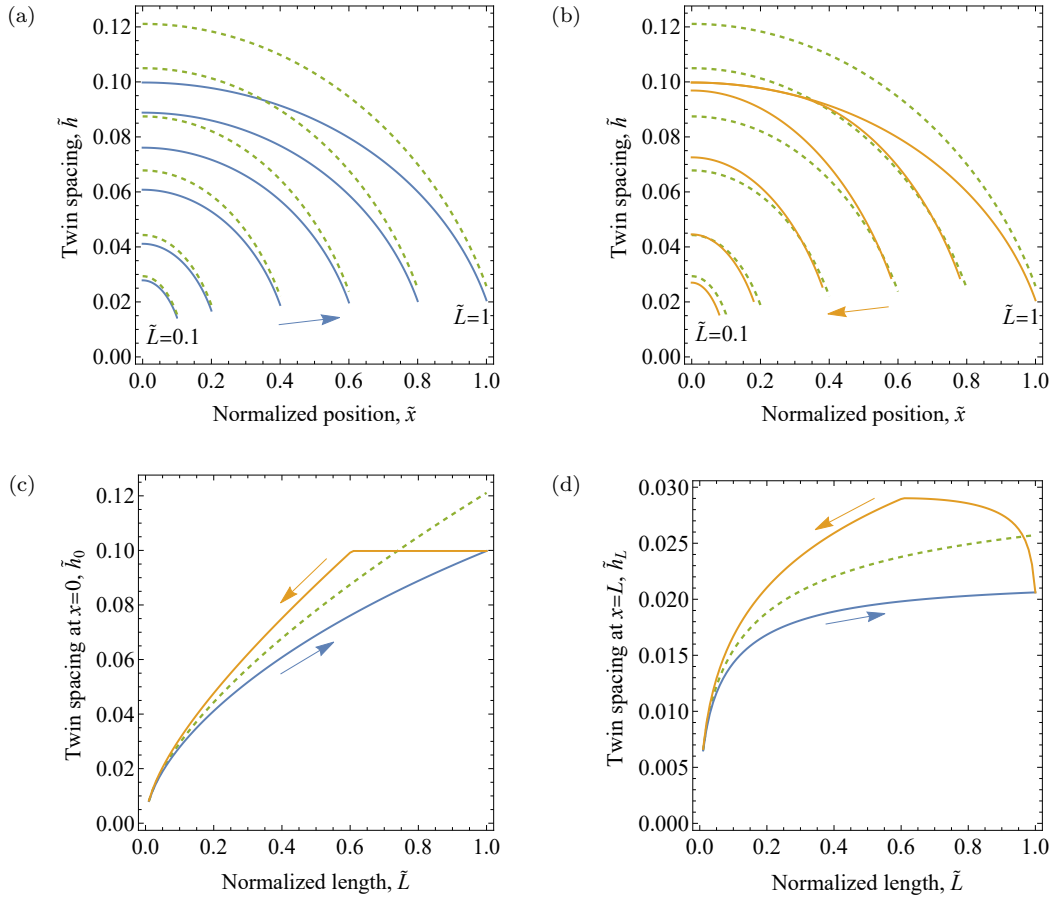 (a)
0.12
0.10
0.08
0.06
0.04
0.02
0.00
Twin spacing, h̃
L̃=0.1
L̃=1
0.0 0.2 0.4 0.6 0.8 1.0
Normalized position, x̃
(b)
0.12
0.10
0.08
0.06
0.04
0.02
0.00
Twin spacing, h̃
L̃=0.1
L̃=1
0.0 0.2 0.4 0.6 0.8 1.0
Normalized position, x̃
(c)
0.12
0.10
0.08
0.06
0.04
0.02
0.00
Twin spacing at x=0, h̃₀
0.0 0.2 0.4 0.6 0.8 1.0
Normalized length, L̃
(d)
0.030
0.025
0.020
0.015
0.010
0.005
0.000
Twin spacing at x=L, h̃_L
0.0 0.2 0.4 0.6 0.8 1.0
Normalized length, L̃